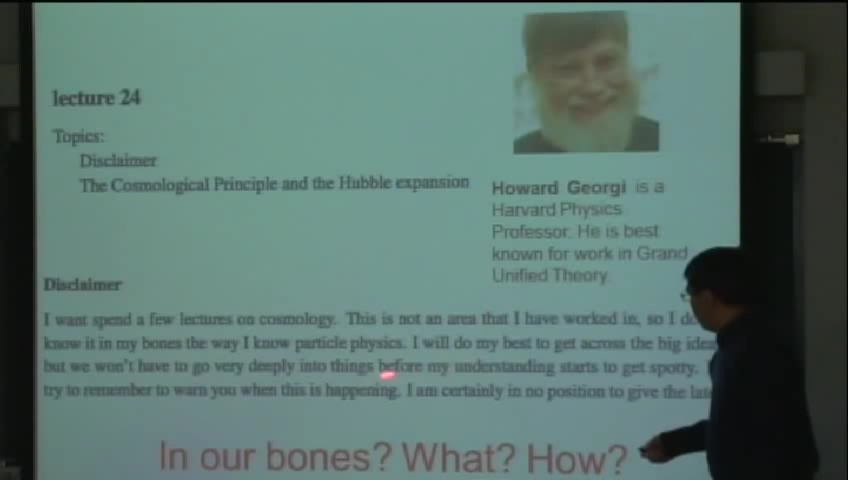 lecture 24
Topics:
Disclaimer
The Cosmological Principle and the Hubble expansion
Howard Georgi is a
Harvard Physics
Professor. He is best
known for work in Grand
Unified Theory.
Disclaimer
I want spend a few lectures on cosmology. This is not an area that I have worked in, so I
know it in my bones the way I know particle physics. I will do my best to get across the big
but we won't have to go very deeply into things before my understanding starts to get spotty.
try to remember to warn you when this is happening. I am certainly in no position to give the
In our bones? What? How?